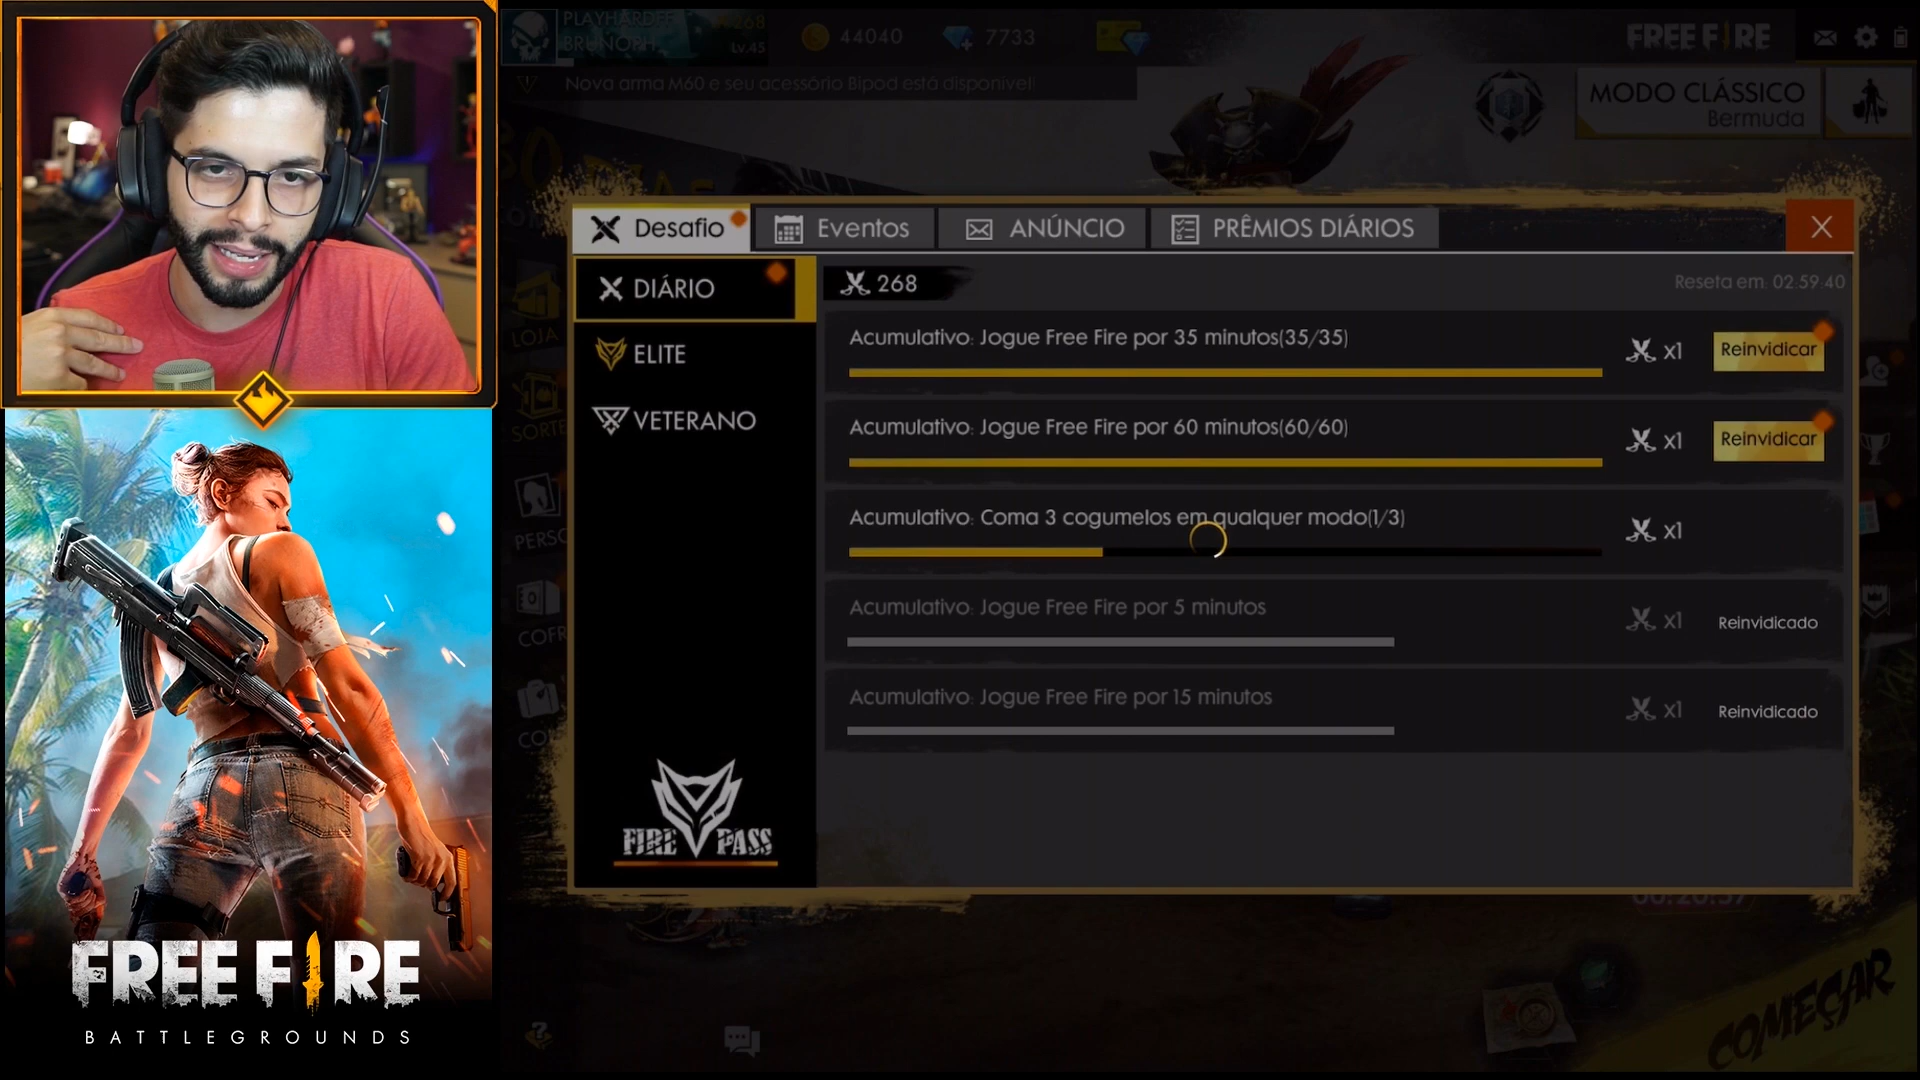 PLAYHARDFF
BRUNOPH
268
Lv.45
44040
7733
FREE FIRE
Nova arma M60 e seu acessório Bipod está disponível!
MODO CLÁSSICO
Bermuda
Desafio
Eventos
ANÚNCIO
PRÊMIOS DIÁRIOS
X
DIÁRIO
ELITE
VETERANO
268
Reseta em: 02:59:40
Acumulativo: Jogue Free Fire por 35 minutos(35/35)
x1
Reinvidicar
Acumulativo: Jogue Free Fire por 60 minutos(60/60)
x1
Reinvidicar
Acumulativo: Coma 3 cogumelos em qualquer modo(1/3)
x1
Acumulativo: Jogue Free Fire por 5 minutos
x1
Reinvidicado
Acumulativo: Jogue Free Fire por 15 minutos
x1
Reinvidicado
FIRE PASS
LOJA
SORTE
PERSO
COFR
CO
COMEÇAR
FREE FIRE
BATTLEGROUNDS